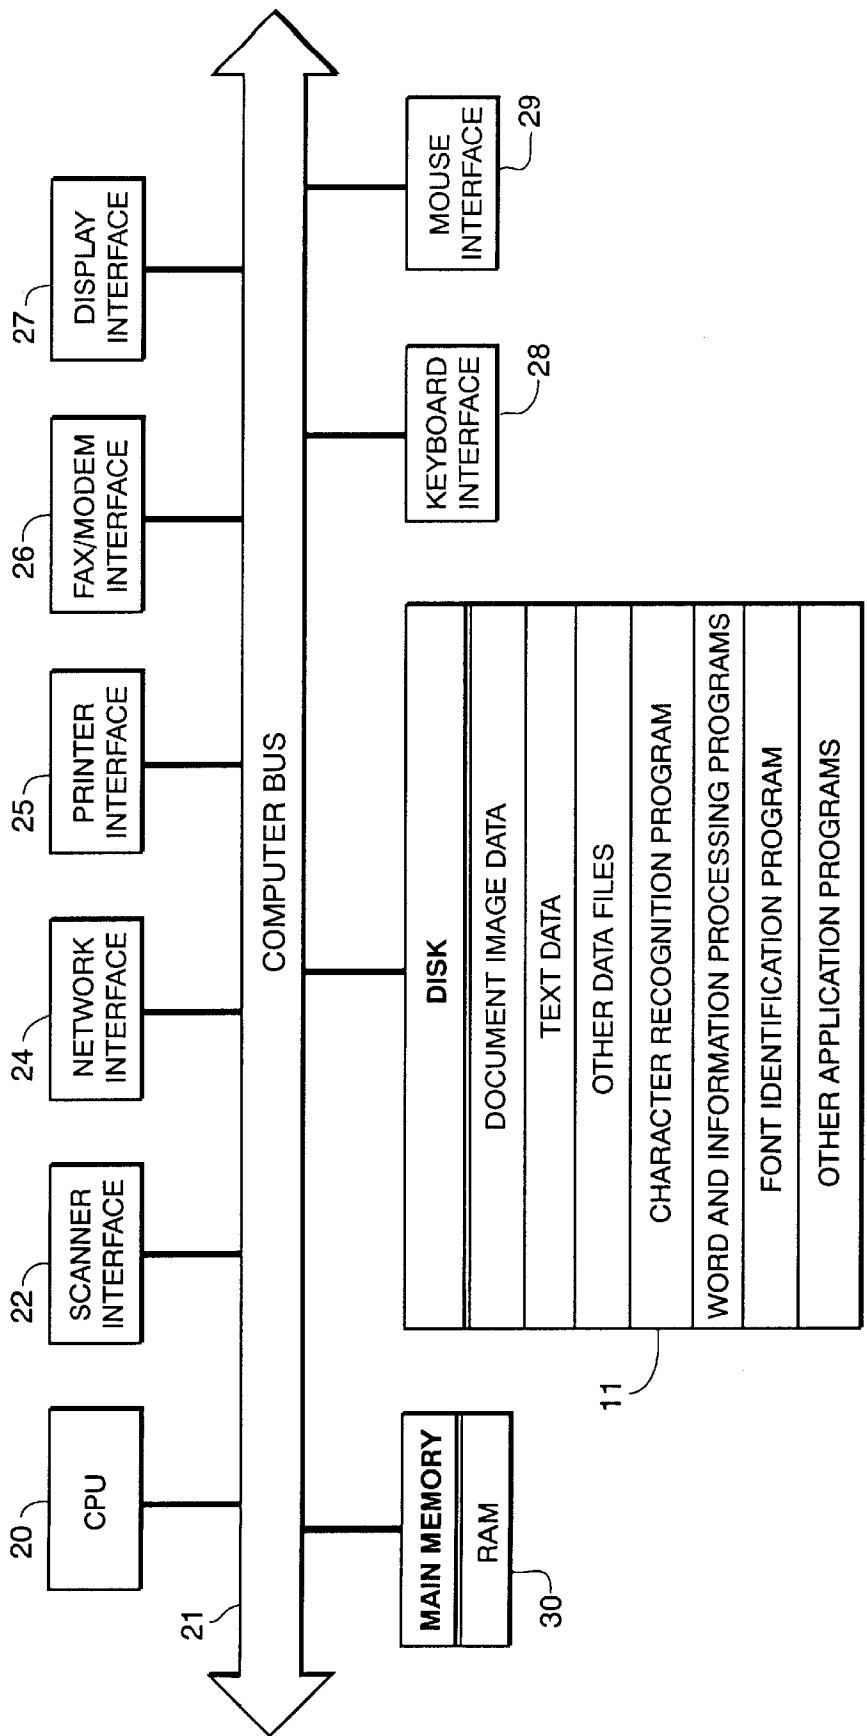 20
CPU
22
SCANNER
INTERFACE
24
NETWORK
INTERFACE
25
PRINTER
INTERFACE
26
FAX/MODEM
INTERFACE
27
DISPLAY
INTERFACE
21
COMPUTER BUS
MAIN MEMORY
RAM
30
11
DISK
DOCUMENT IMAGE DATA
TEXT DATA
OTHER DATA FILES
CHARACTER RECOGNITION PROGRAM
WORD AND INFORMATION PROCESSING PROGRAMS
FONT IDENTIFICATION PROGRAM
OTHER APPLICATION PROGRAMS
KEYBOARD
INTERFACE
28
MOUSE
INTERFACE
29